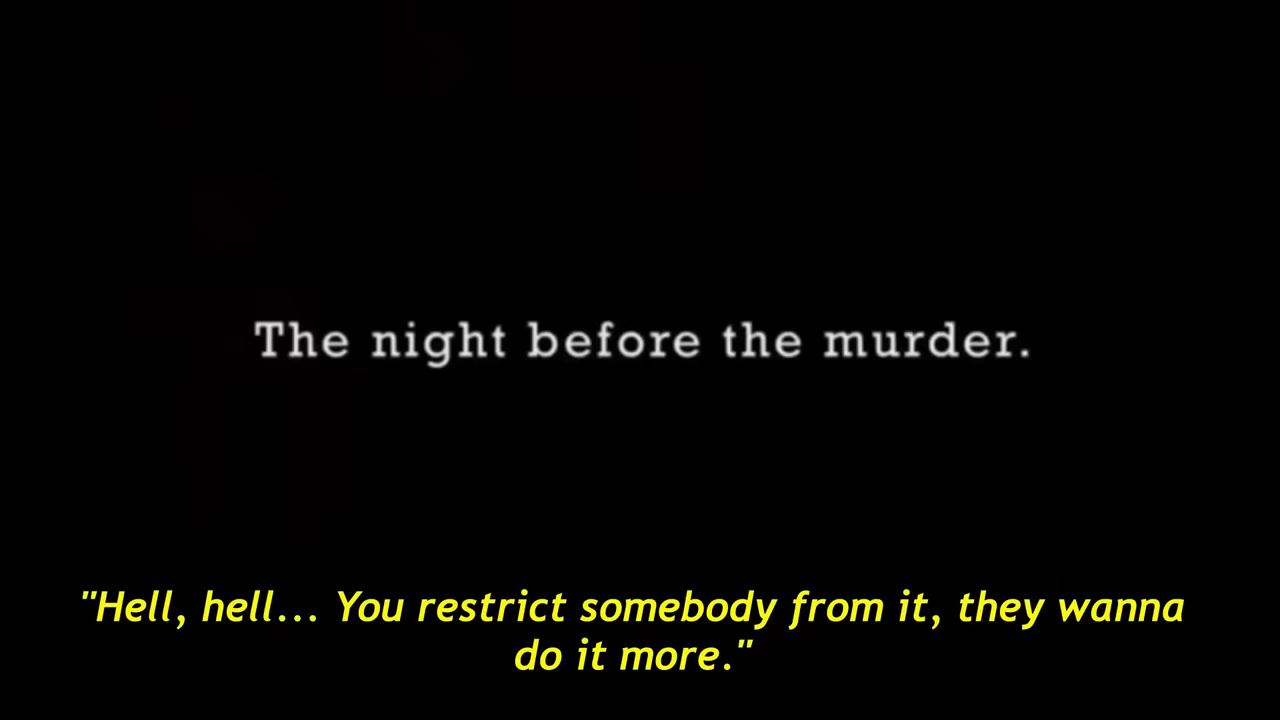 The night before the murder.
"Hell, hell... You restrict somebody from it, they wanna
do it more."